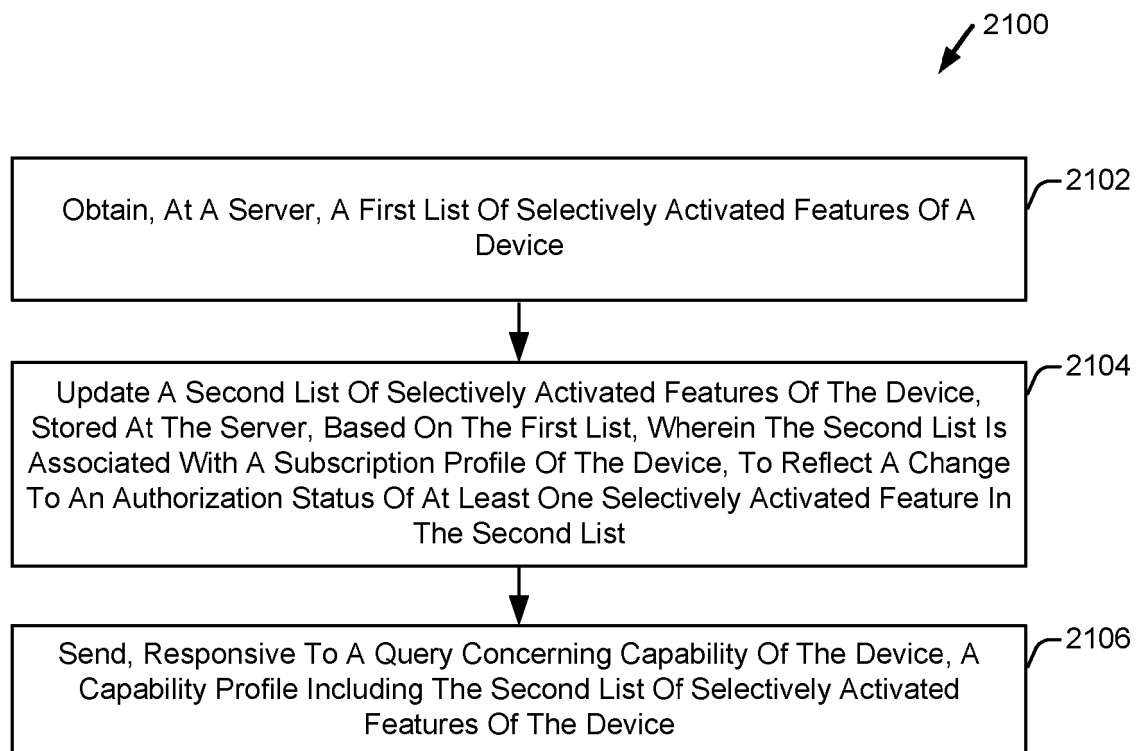 2100
Obtain, At A Server, A First List Of Selectively Activated Features Of A
Device
2102
Update A Second List Of Selectively Activated Features Of The Device,
Stored At The Server, Based On The First List, Wherein The Second List Is
Associated With A Subscription Profile Of The Device, To Reflect A Change
To An Authorization Status Of At Least One Selectively Activated Feature In
The Second List
2104
Send, Responsive To A Query Concerning Capability Of The Device, A
Capability Profile Including The Second List Of Selectively Activated
Features Of The Device
2106